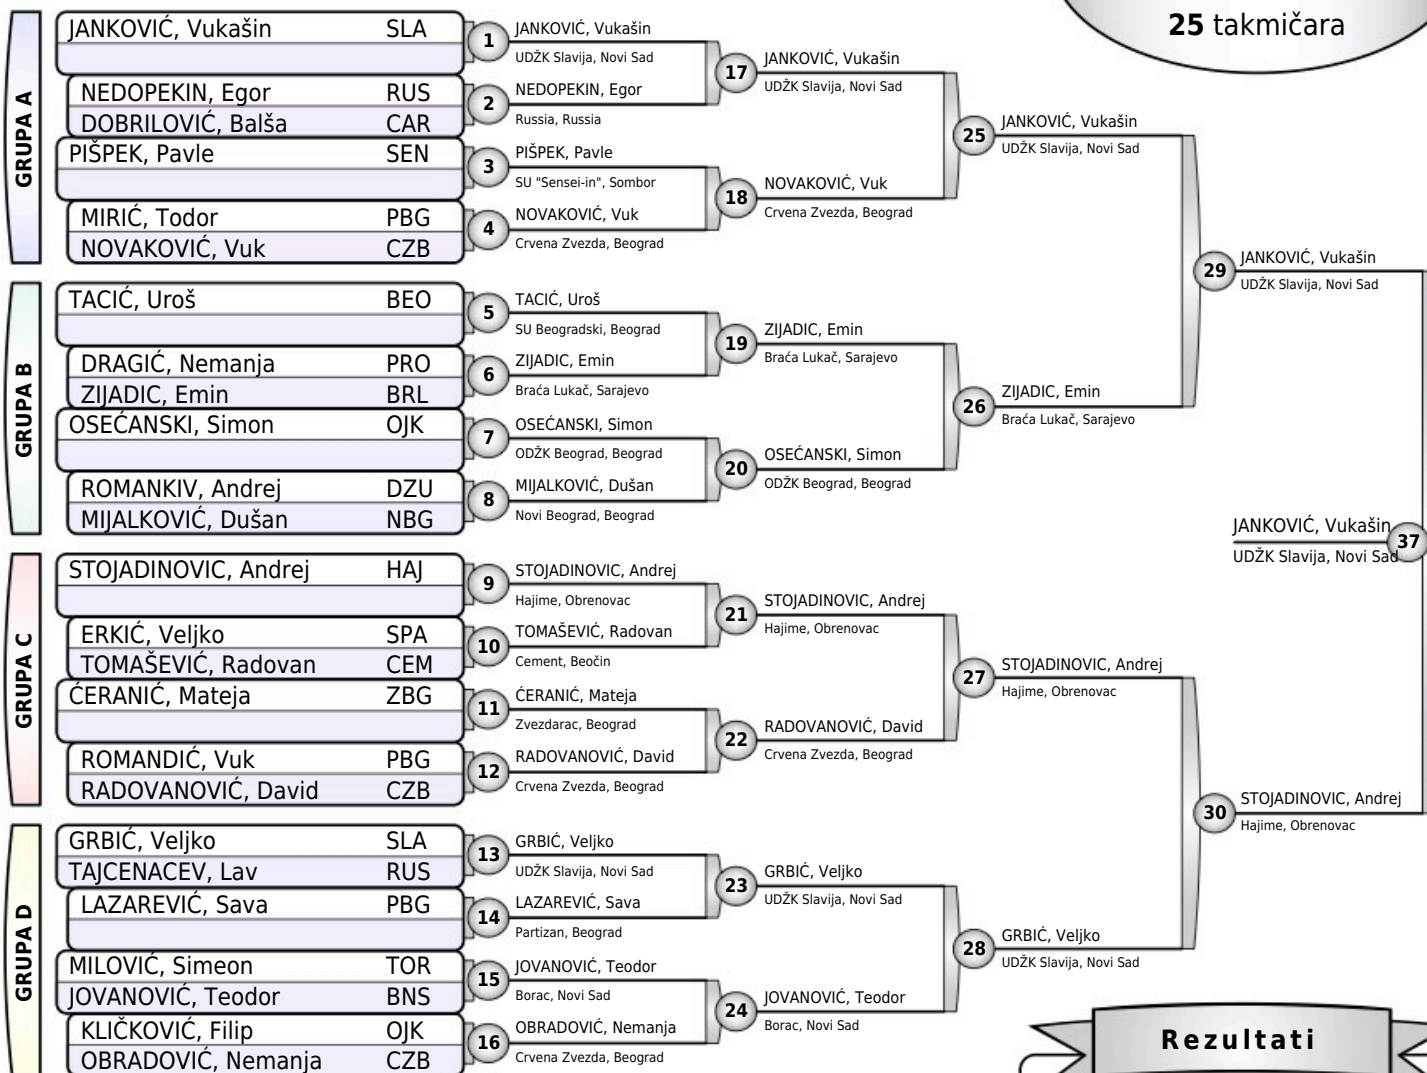 25 takmičara
GRUPA A
JANKOVIĆ, Vukašin SLA
NEDOPEKIN, Egor RUS
DOBRILOVIĆ, Balša CAR
PIŠPEK, Pavle SEN
MIRIĆ, Todor PBG
NOVAKOVIĆ, Vuk CZB
GRUPA B
TACIĆ, Uroš BEO
DRAGIĆ, Nemanja PRO
ZIJADIC, Emin BRL
OSEĆANSKI, Simon OJK
ROMANKIV, Andrej DZU
MIJALKOVIĆ, Dušan NBG
GRUPA C
STOJADINOVIC, Andrej HAJ
ERKIĆ, Veljko SPA
TOMAŠEVIĆ, Radovan CEM
ĆERANIĆ, Mateja ZBG
ROMANDIĆ, Vuk PBG
RADOVANOVIĆ, David CZB
GRUPA D
GRBIĆ, Veljko SLA
TAJCENACEV, Lav RUS
LAZAREVIĆ, Sava PBG
MILOVIĆ, Simeon TOR
JOVANOVIĆ, Teodor BNS
KLIČKOVIĆ, Filip OJK
OBRADOVIĆ, Nemanja CZB
1 JANKOVIĆ, Vukašin
UDŽK Slavija, Novi Sad
2 NEDOPEKIN, Egor
Russia, Russia
3 PIŠPEK, Pavle
SU "Sensei-in", Sombor
4 NOVAKOVIĆ, Vuk
Crvena Zvezda, Beograd
5 TACIĆ, Uroš
SU Beogradski, Beograd
6 ZIJADIC, Emin
Braća Lukač, Sarajevo
7 OSEĆANSKI, Simon
ODŽK Beograd, Beograd
8 MIJALKOVIĆ, Dušan
Novi Beograd, Beograd
9 STOJADINOVIC, Andrej
Hajime, Obrenovac
10 TOMAŠEVIĆ, Radovan
Cement, Beočin
11 ĆERANIĆ, Mateja
Zvezdarac, Beograd
12 RADOVANOVIĆ, David
Crvena Zvezda, Beograd
13 GRBIĆ, Veljko
UDŽK Slavija, Novi Sad
14 LAZAREVIĆ, Sava
Partizan, Beograd
15 JOVANOVIĆ, Teodor
Borac, Novi Sad
16 OBRADOVIĆ, Nemanja
Crvena Zvezda, Beograd
17 JANKOVIĆ, Vukašin
UDŽK Slavija, Novi Sad
18 NOVAKOVIĆ, Vuk
Crvena Zvezda, Beograd
19 ZIJADIC, Emin
Braća Lukač, Sarajevo
20 OSEĆANSKI, Simon
ODŽK Beograd, Beograd
21 STOJADINOVIC, Andrej
Hajime, Obrenovac
22 RADOVANOVIĆ, David
Crvena Zvezda, Beograd
23 GRBIĆ, Veljko
UDŽK Slavija, Novi Sad
24 JOVANOVIĆ, Teodor
Borac, Novi Sad
25 JANKOVIĆ, Vukašin
UDŽK Slavija, Novi Sad
26 ZIJADIC, Emin
Braća Lukač, Sarajevo
27 STOJADINOVIC, Andrej
Hajime, Obrenovac
28 GRBIĆ, Veljko
UDŽK Slavija, Novi Sad
29 JANKOVIĆ, Vukašin
UDŽK Slavija, Novi Sad
30 STOJADINOVIC, Andrej
Hajime, Obrenovac
JANKOVIĆ, Vukašin 37
UDŽK Slavija, Novi Sad
Rezultati